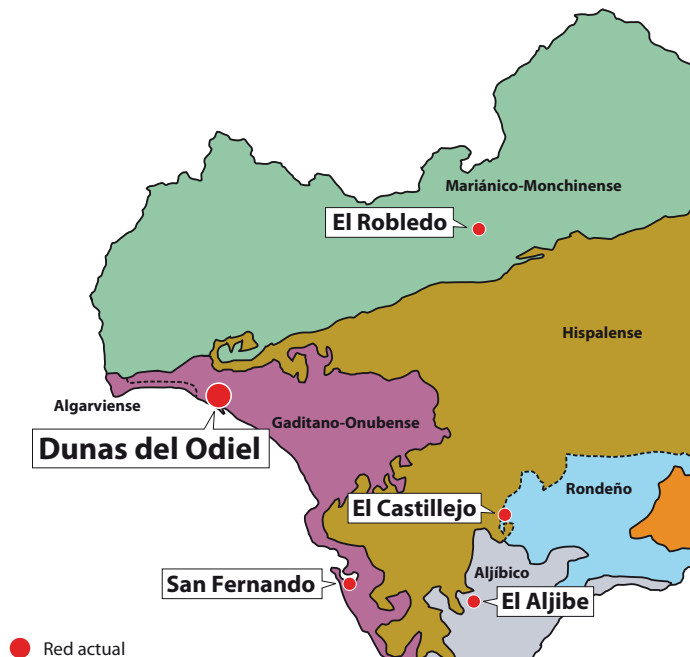 Mariánico-Monchinense
El Robledo
Hispalense
Algarviense
Gaditano-Onubense
Dunas del Odiel
Rondeño
El Castillejo
Aljíbico
San Fernando
El Aljibe
Red actual